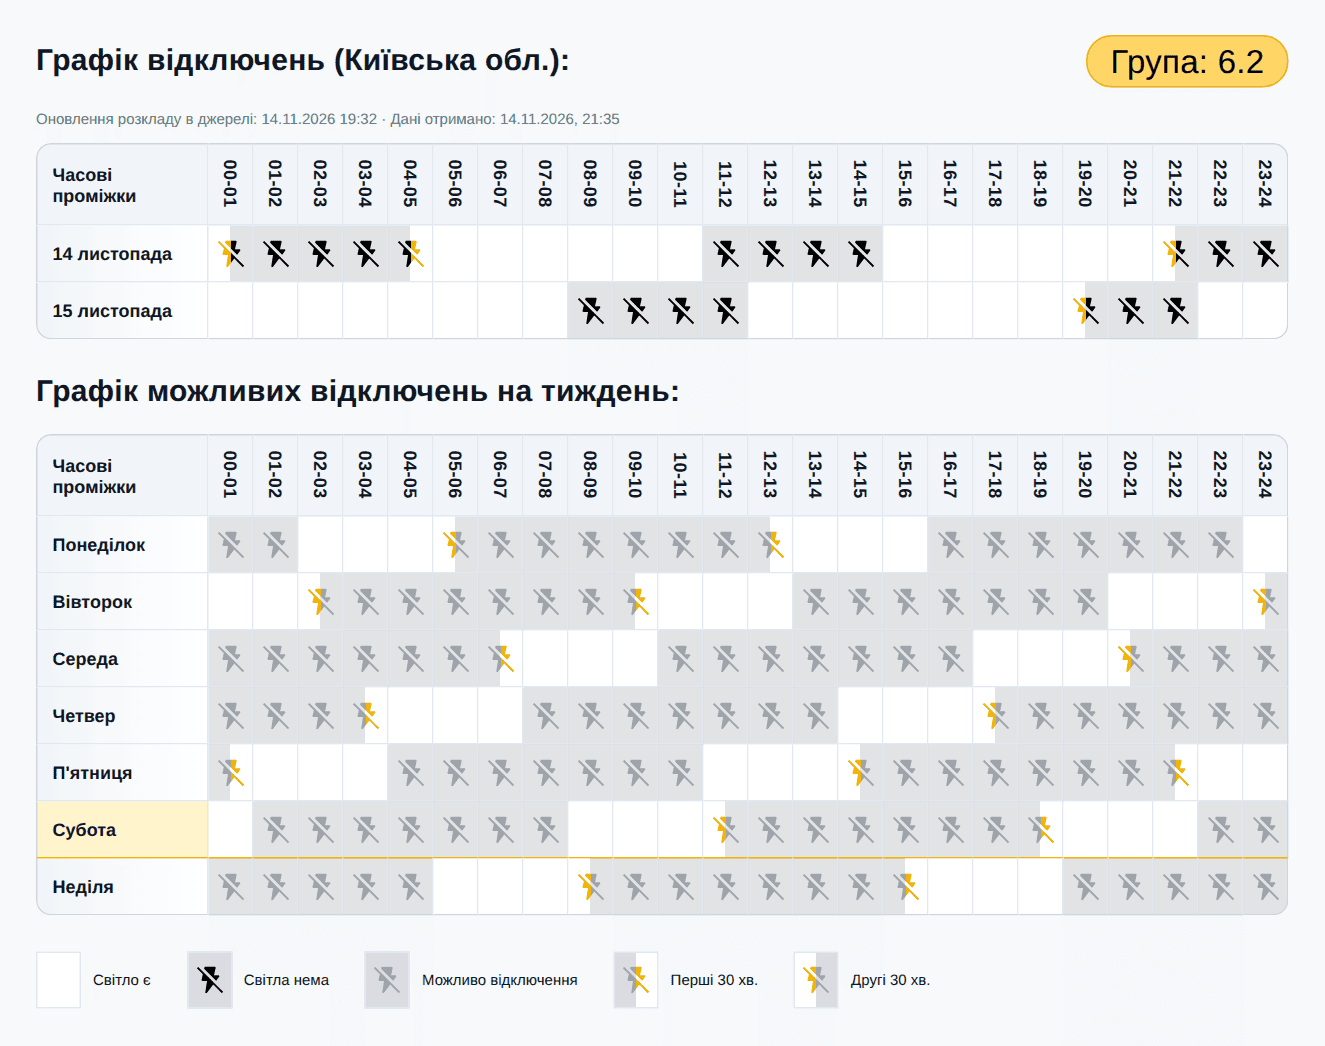 Графік відключень (Київська обл.):
Група: 6.2
Оновлення розкладу в джерелі: 14.11.2026 19:32 · Дані отримано: 14.11.2026, 21:35
Часові проміжки 00-01 01-02 02-03 03-04 04-05 05-06 06-07 07-08 08-09 09-10 10-11 11-12 12-13 13-14 14-15 15-16 16-17 17-18 18-19 19-20 20-21 21-22 22-23 23-24
14 листопада
15 листопада
Графік можливих відключень на тиждень:
Часові проміжки 00-01 01-02 02-03 03-04 04-05 05-06 06-07 07-08 08-09 09-10 10-11 11-12 12-13 13-14 14-15 15-16 16-17 17-18 18-19 19-20 20-21 21-22 22-23 23-24
Понеділок
Вівторок
Середа
Четвер
П'ятниця
Субота
Неділя
Світло є Світла нема Можливо відключення Перші 30 хв. Другі 30 хв.